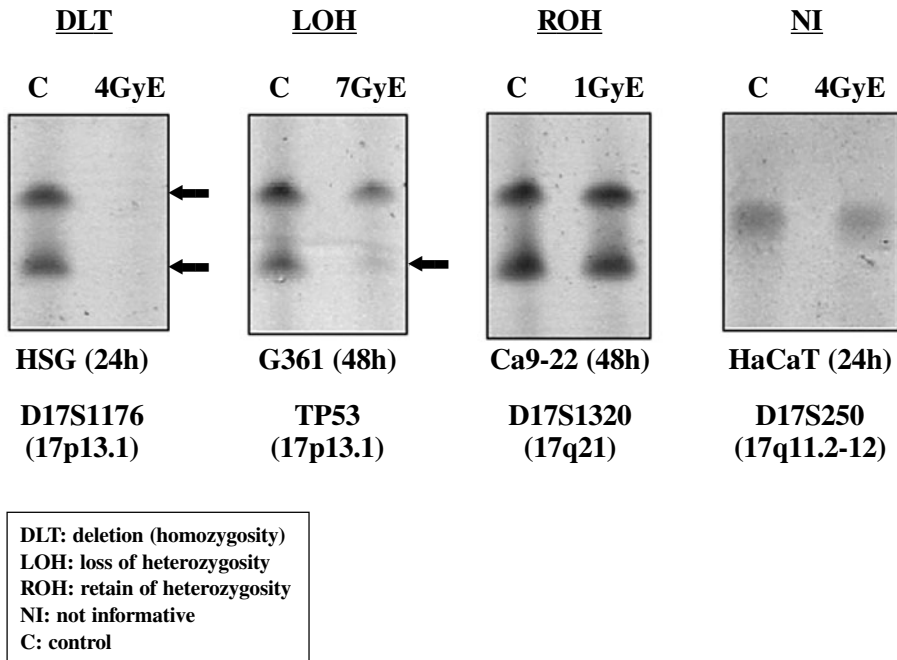 DLT LOH ROH NI
C 4GyE C 7GyE C 1GyE C 4GyE
HSG (24h) G361 (48h) Ca9-22 (48h) HaCaT (24h)
D17S1176 TP53 D17S1320 D17S250
(17p13.1) (17p13.1) (17q21) (17q11.2-12)
DLT: deletion (homozygosity)
LOH: loss of heterozygosity
ROH: retain of heterozygosity
NI: not informative
C: control